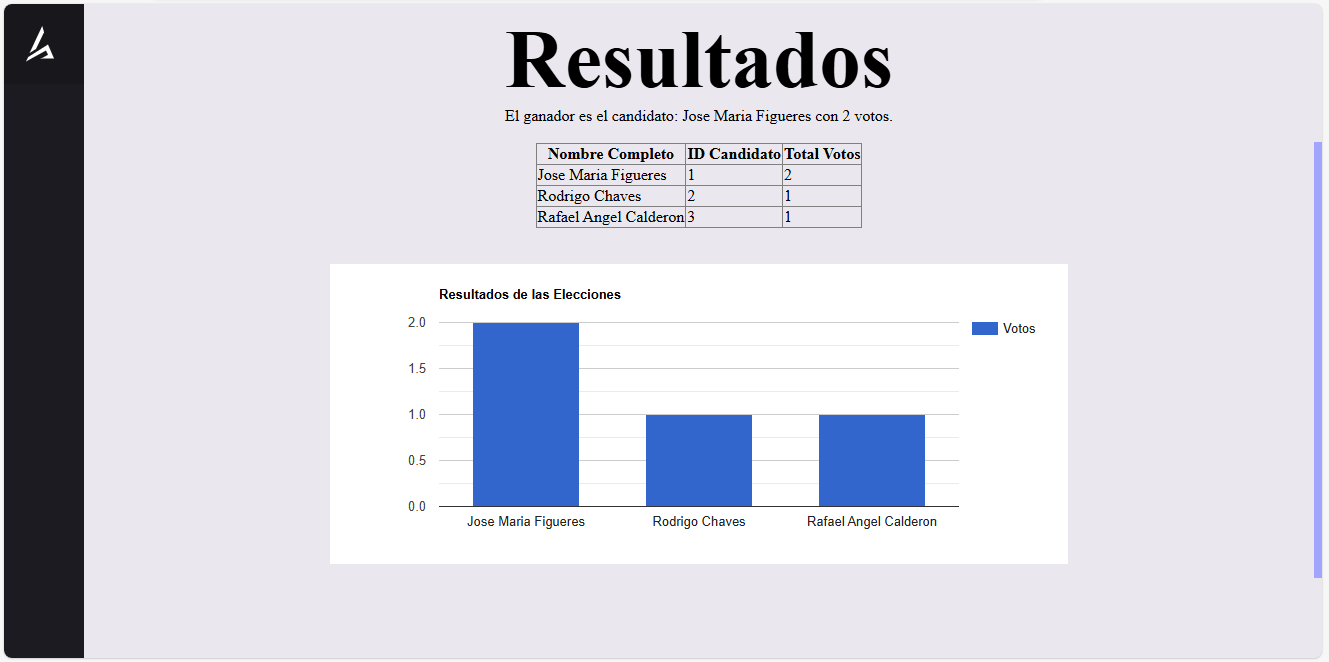 Resultados
El ganador es el candidato: Jose Maria Figueres con 2 votos.
Nombre Completo ID Candidato Total Votos
Jose Maria Figueres 1 2
Rodrigo Chaves 2 1
Rafael Angel Calderon 3 1
Resultados de las Elecciones
2.0
Votos
1.5
1.0
0.5
0.0
Jose Maria Figueres Rodrigo Chaves Rafael Angel Calderon